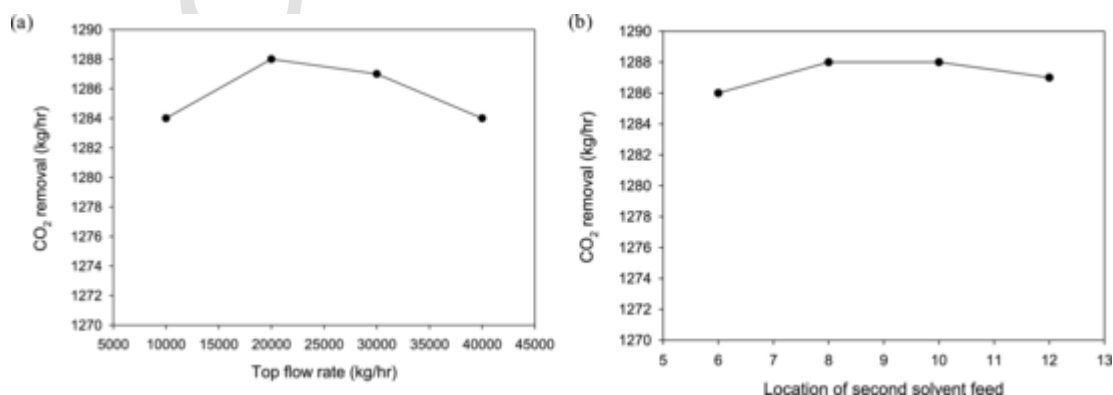 (a)
1290
1288
1286
1284
1282
1280
1278
1276
1274
1272
1270
CO2 removal (kg/hr)
5000 10000 15000 20000 25000 30000 35000 40000 45000
Top flow rate (kg/hr)
(b)
1290
1288
1286
1284
1282
1280
1278
1276
1274
1272
1270
CO2 removal (kg/hr)
5 6 7 8 9 10 11 12 13
Location of second solvent feed